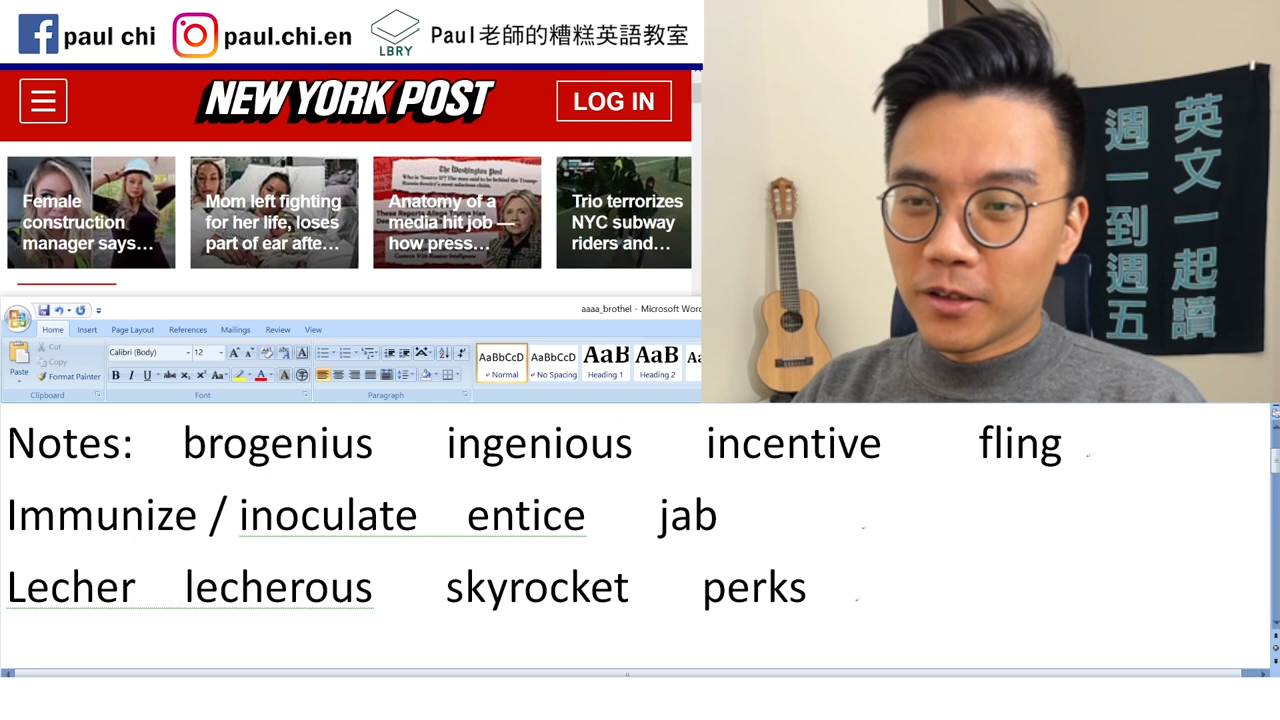 paul chi paul.chi.en LBRY Paul老師的糟糕英語教室
NEW YORK POST
LOG IN
Female
construction
manager says...
Mom left fighting
for her life, loses
part of ear afte...
The Washington Post
Anatomy of a
media hit job —
how press...
Trio terrorizes
NYC subway
riders and...
英文一起讀
週一到週五
aaaa_brothel - Microsoft Word
Home Insert Page Layout References Mailings Review View
Paste
Cut
Copy
Format Painter
Clipboard
Calibri (Body) 12
Font
Paragraph
AaBbCcD Normal
AaBbCcD No Spacing
AaB Heading 1
AaB Heading 2
Notes: brogenius ingenious incentive fling
Immunize / inoculate entice jab
Lecher lecherous skyrocket perks